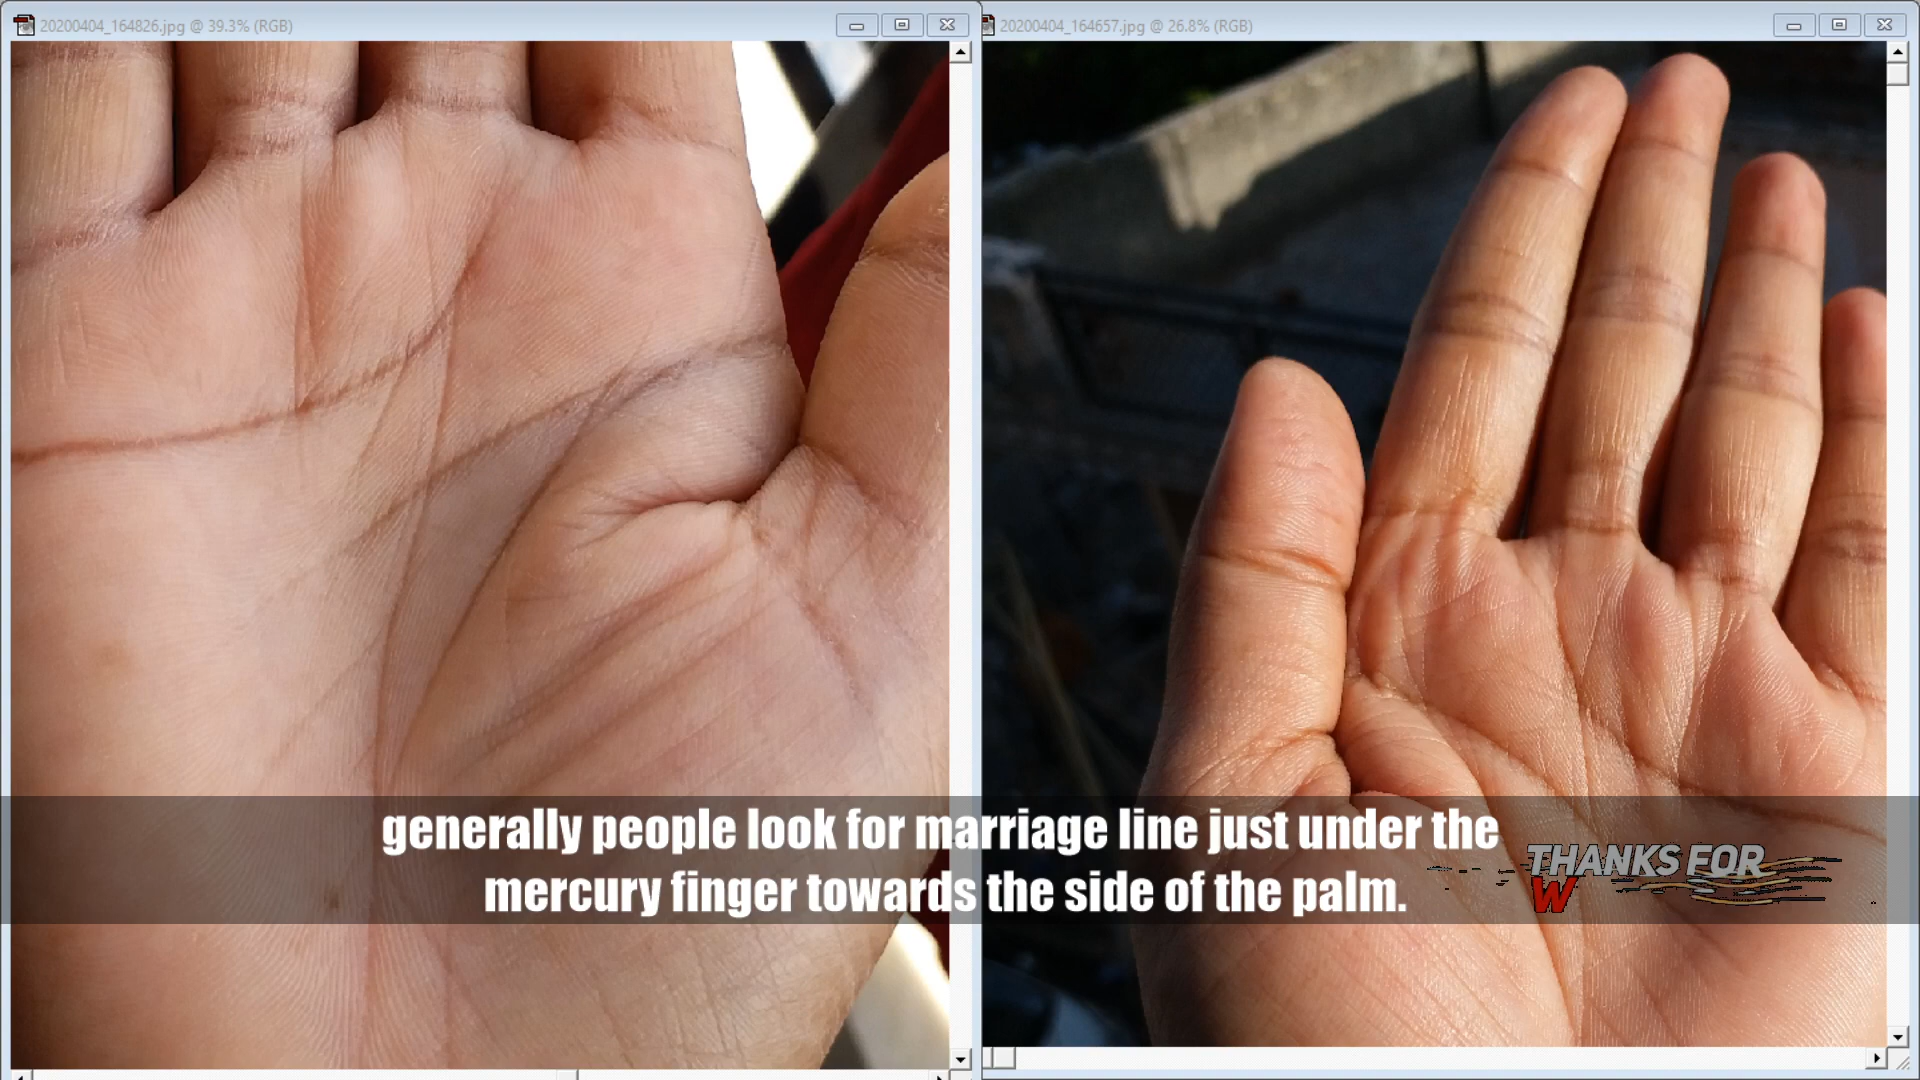 20200404_164826.jpg @ 39.3% (RGB)
20200404_164657.jpg @ 26.8% (RGB)
generally people look for marriage line just under the
mercury finger towards the side of the palm.
THANKS FOR
W